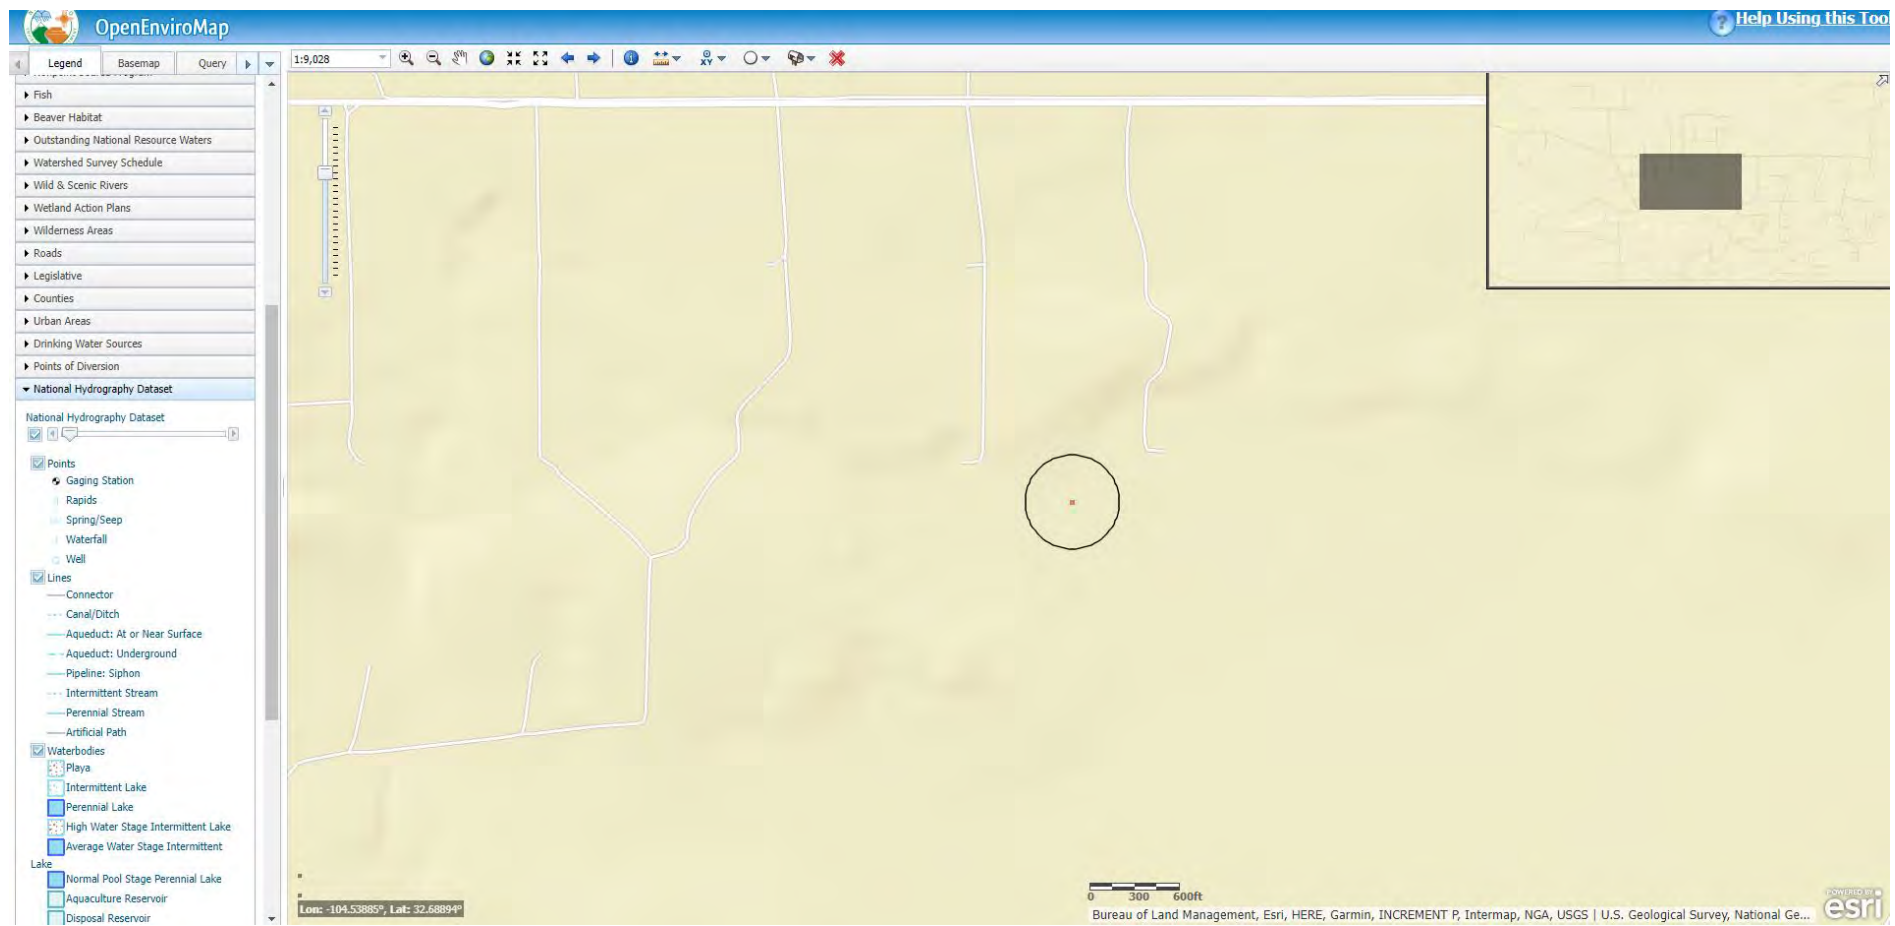 OpenEnviroMap
Help Using this Too
Legend Basemap Query
1:9,028
Fish
Beaver Habitat
Outstanding National Resource Waters
Watershed Survey Schedule
Wild & Scenic Rivers
Wetland Action Plans
Wilderness Areas
Roads
Legislative
Counties
Urban Areas
Drinking Water Sources
Points of Diversion
National Hydrography Dataset
National Hydrography Dataset
Points
Gaging Station
Rapids
Spring/Seep
Waterfall
Well
Lines
Connector
Canal/Ditch
Aqueduct: At or Near Surface
Aqueduct: Underground
Pipeline: Siphon
Intermittent Stream
Perennial Stream
Artificial Path
Waterbodies
Playa
Intermittent Lake
Perennial Lake
High Water Stage Intermittent Lake
Average Water Stage Intermittent
Lake
Normal Pool Stage Perennial Lake
Aquaculture Reservoir
Disposal Reservoir
Lon: -104.53885°, Lat: 32.68894°
0 300 600ft
Bureau of Land Management, Esri, HERE, Garmin, INCREMENT P, Intermap, NGA, USGS | U.S. Geological Survey, National Ge...
POWERED BY
esri